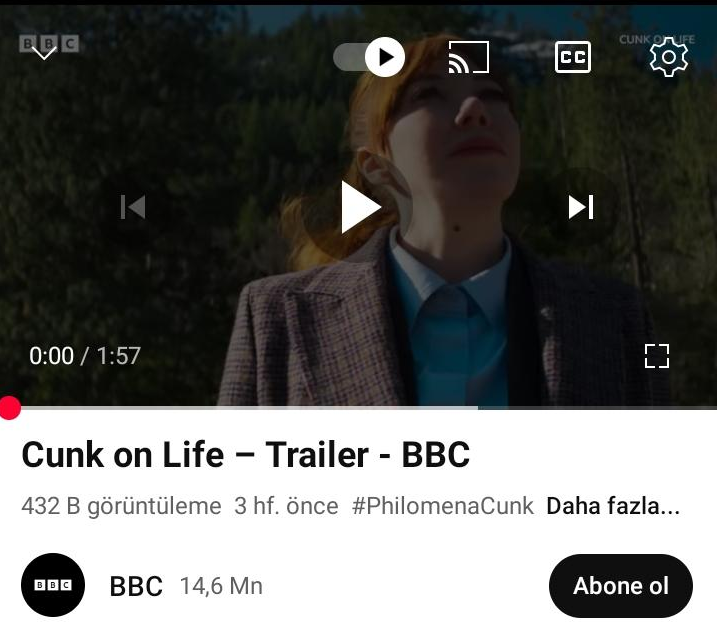 BBC
CUNK ON LIFE
CC
0:00 / 1:57
Cunk on Life – Trailer - BBC
432 B görüntüleme 3 hf. önce #PhilomenaCunk Daha fazla...
BBC
BBC 14,6 Mn
Abone ol